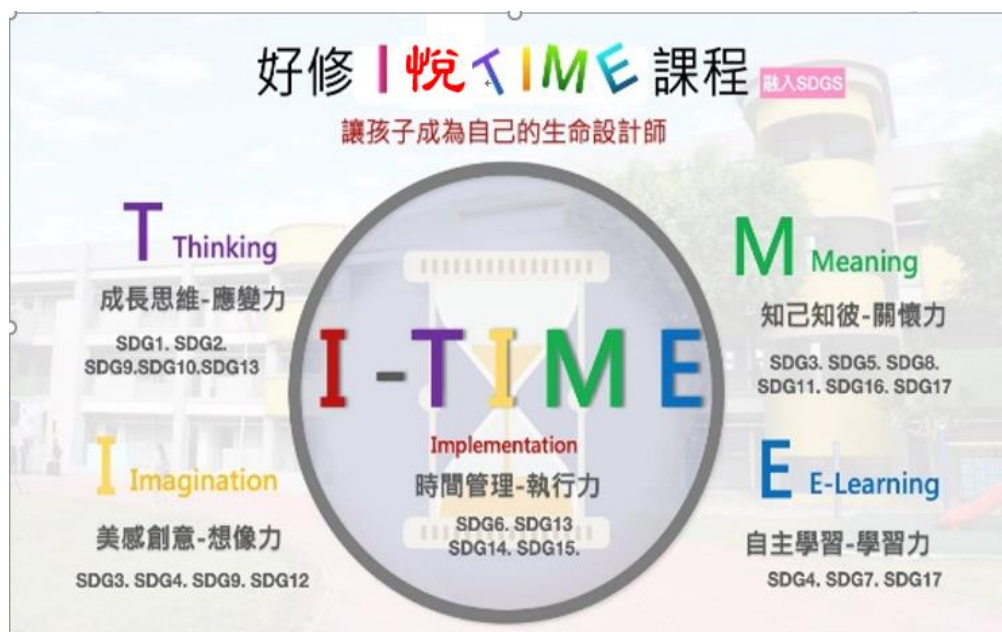 好修I悅TIME課程 融入SDGS
讓孩子成為自己的生命設計師
T Thinking
成長思維-應變力
SDG1. SDG2.
SDG9.SDG10.SDG13
M Meaning
知己知彼-關懷力
SDG3. SDG5. SDG8.
SDG11. SDG16. SDG17
I-TIME
Implementation
時間管理-執行力
SDG6. SDG13
SDG14. SDG15.
I Imagination
美感創意-想像力
SDG3. SDG4. SDG9. SDG12
E E-Learning
自主學習-學習力
SDG4. SDG7. SDG17